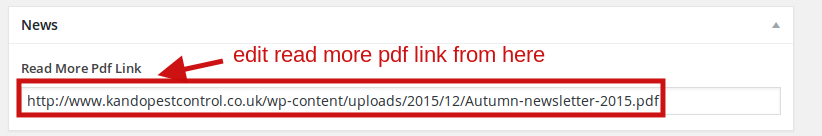 News
edit read more pdf link from here
Read More Pdf Link
http://www.kandopestcontrol.co.uk/wp-content/uploads/2015/12/Autumn-newsletter-2015.pdf